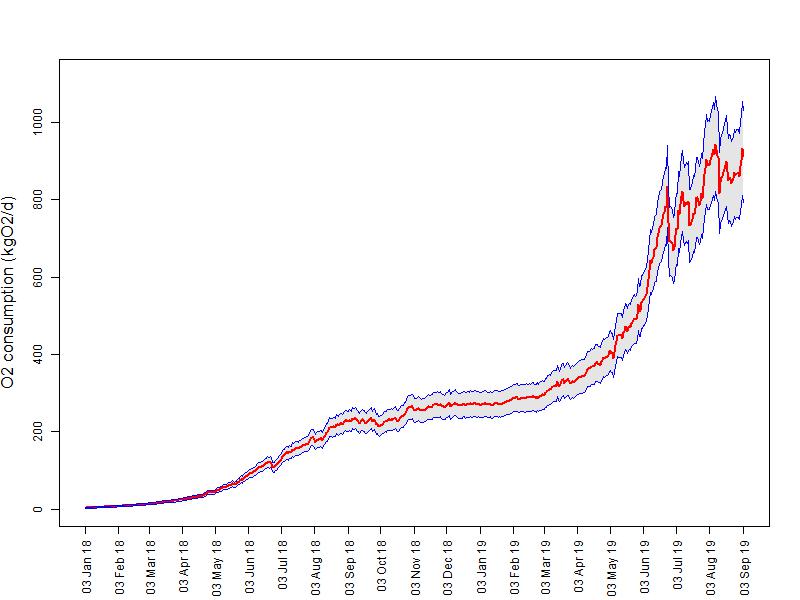 O2 consumption (kgO2/d)
1000
800
600
400
200
0
03 Jan 18
03 Feb 18
03 Mar 18
03 Apr 18
03 May 18
03 Jun 18
03 Jul 18
03 Aug 18
03 Sep 18
03 Oct 18
03 Nov 18
03 Dec 18
03 Jan 19
03 Feb 19
03 Mar 19
03 Apr 19
03 May 19
03 Jun 19
03 Jul 19
03 Aug 19
03 Sep 19